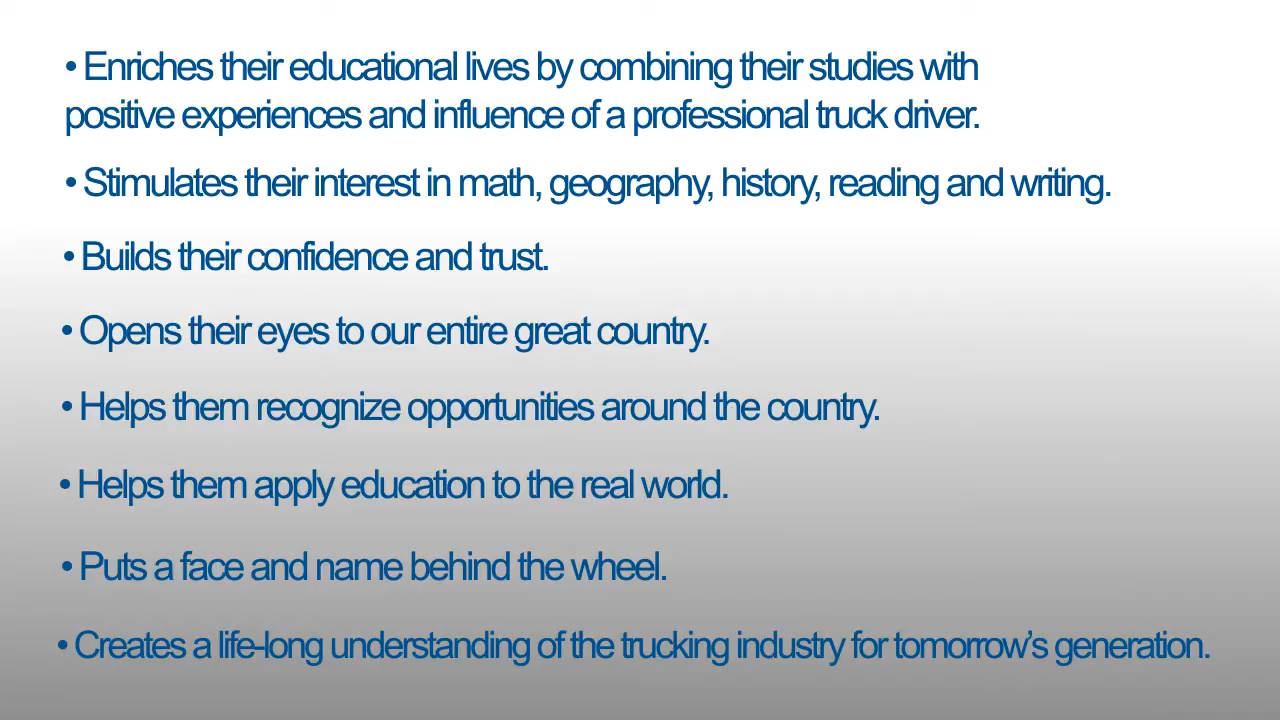 • Enriches their educational lives by combining their studies with
positive experiences and influence of a professional truck driver.
• Stimulates their interest in math, geography, history, reading and writing.
• Builds their confidence and trust.
• Opens their eyes to our entire great country.
• Helps them recognize opportunities around the country.
• Helps them apply education to the real world.
• Puts a face and name behind the wheel.
• Creates a life-long understanding of the trucking industry for tomorrow’s generation.